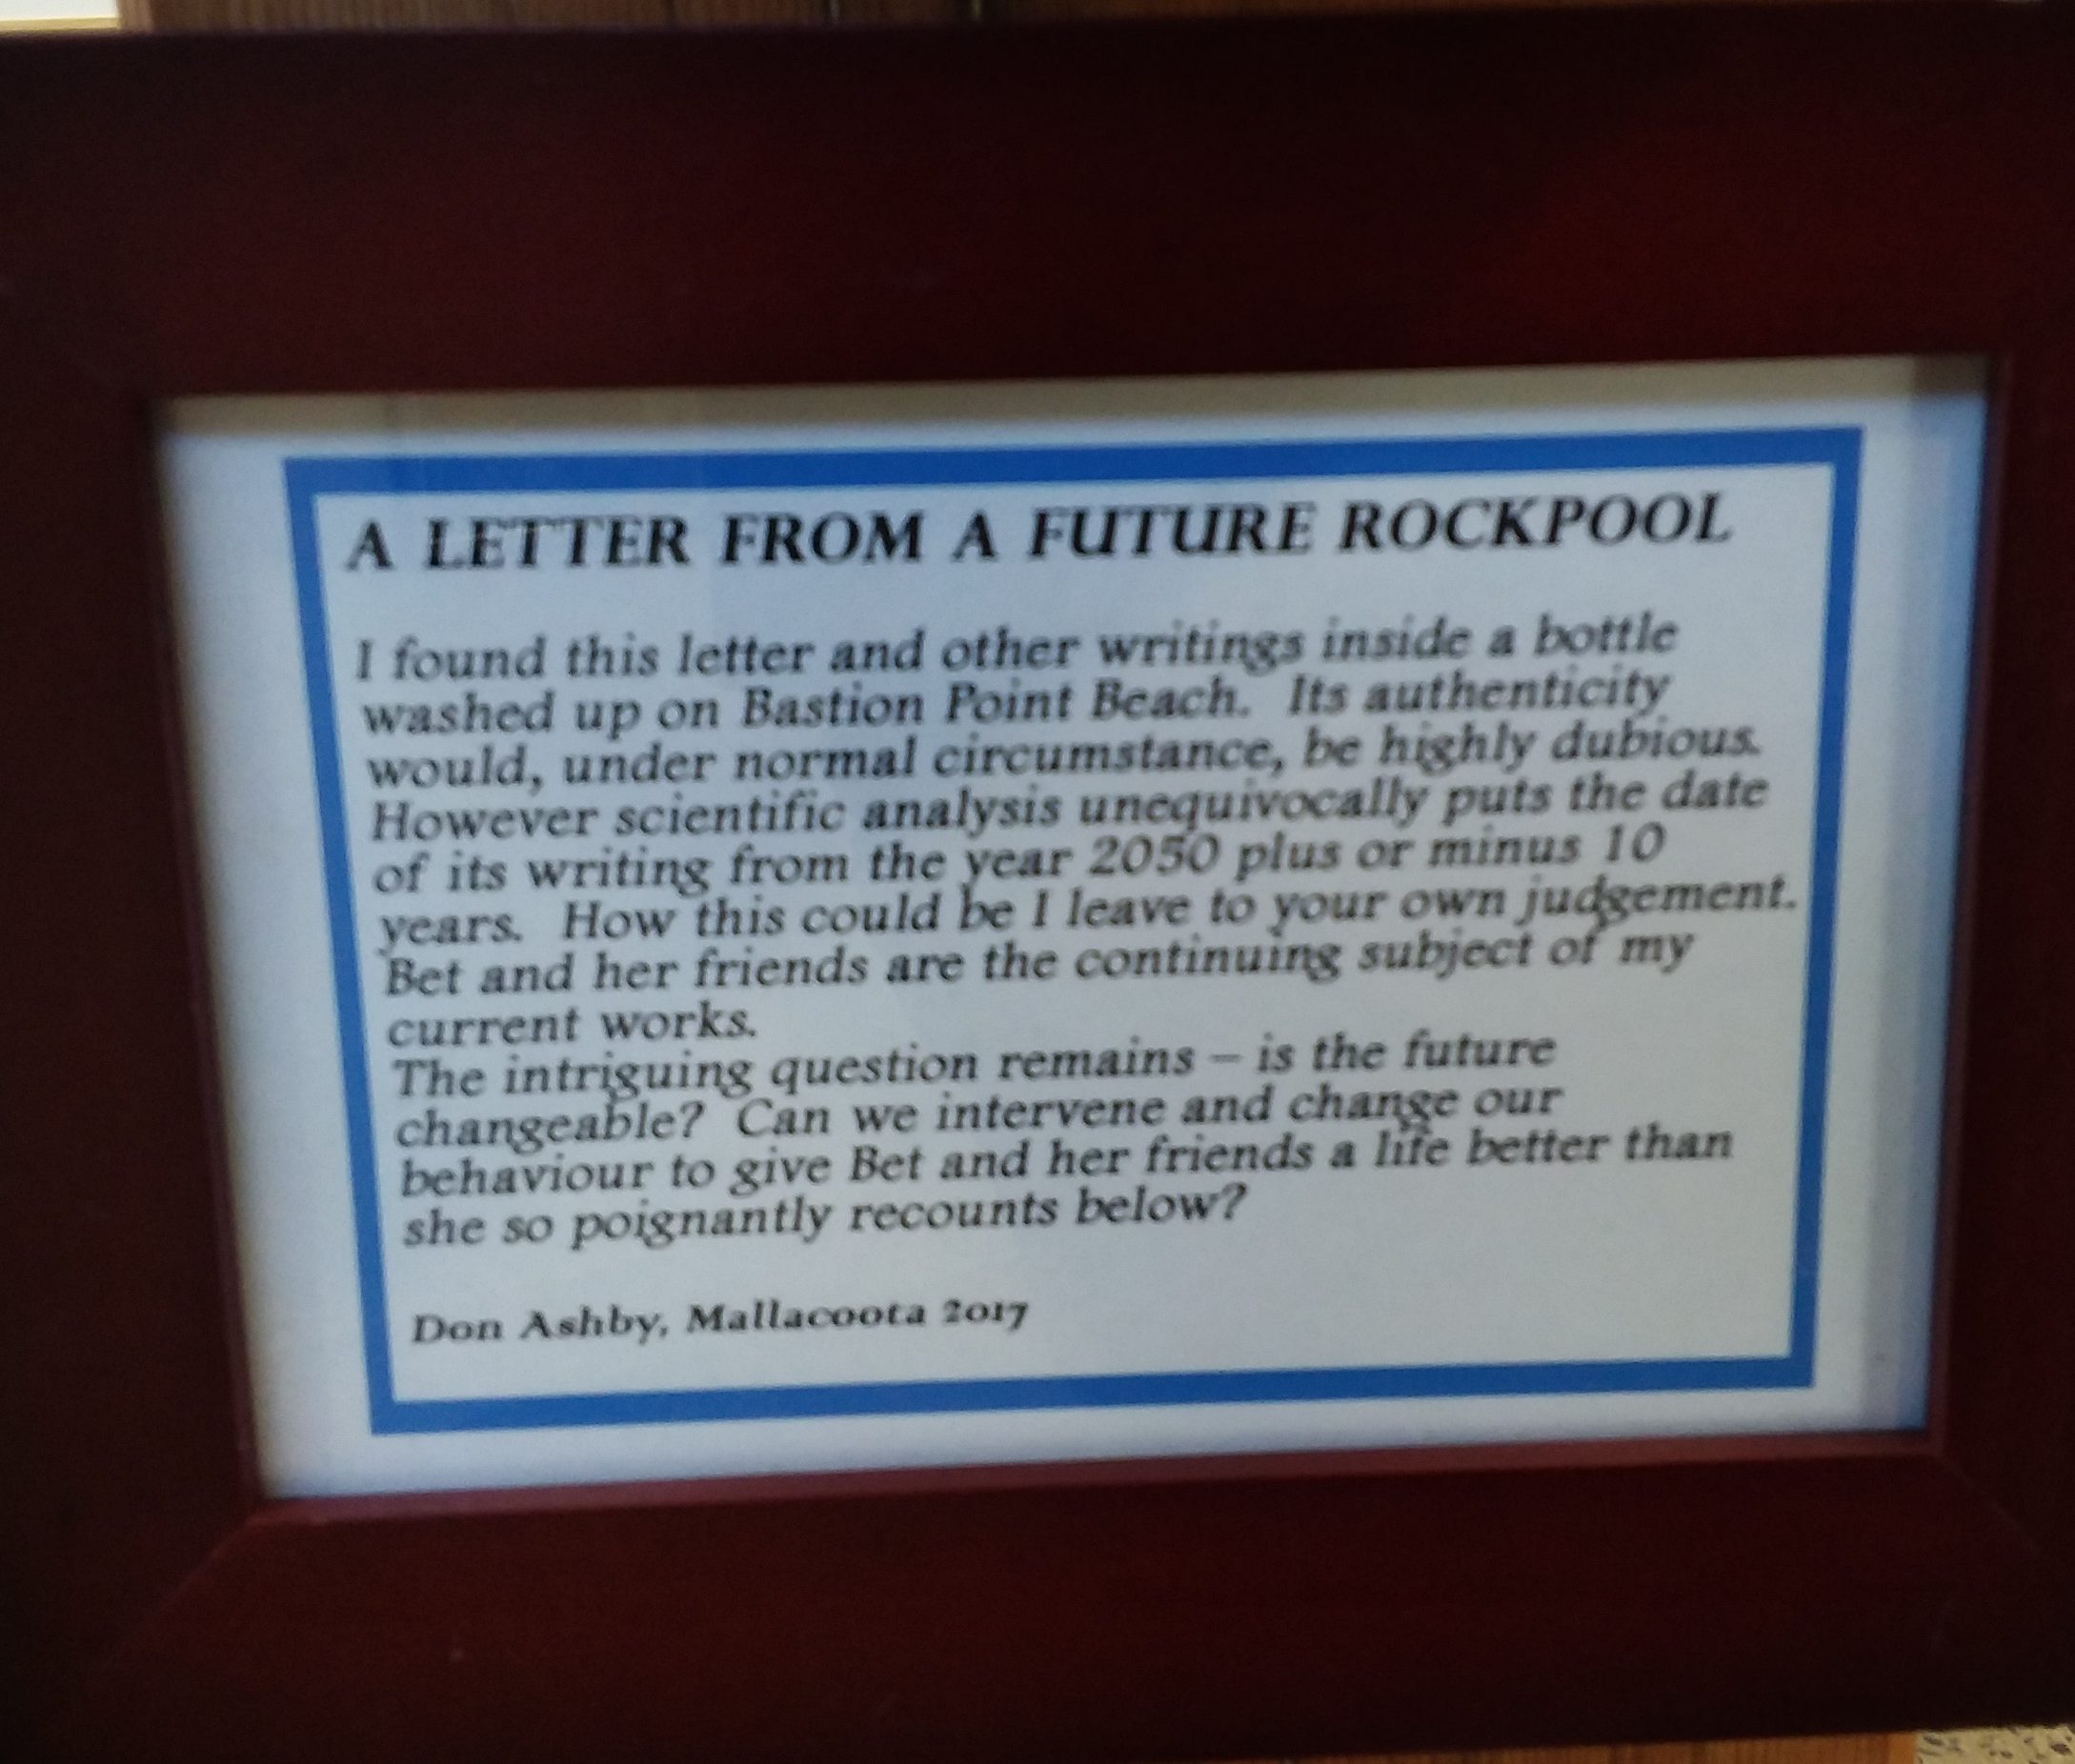 A LETTER FROM A FUTURE ROCKPOOL
I found this letter and other writings inside a bottle
washed up on Bastion Point Beach. Its authenticity
would, under normal circumstance, be highly dubious.
However scientific analysis unequivocally puts the date
of its writing from the year 2050 plus or minus 10
years. How this could be I leave to your own judgement.
Bet and her friends are the continuing subject of my
current works.
The intriguing question remains – is the future
changeable? Can we intervene and change our
behaviour to give Bet and her friends a life better than
she so poignantly recounts below?
Don Ashby, Mallacoota 2017